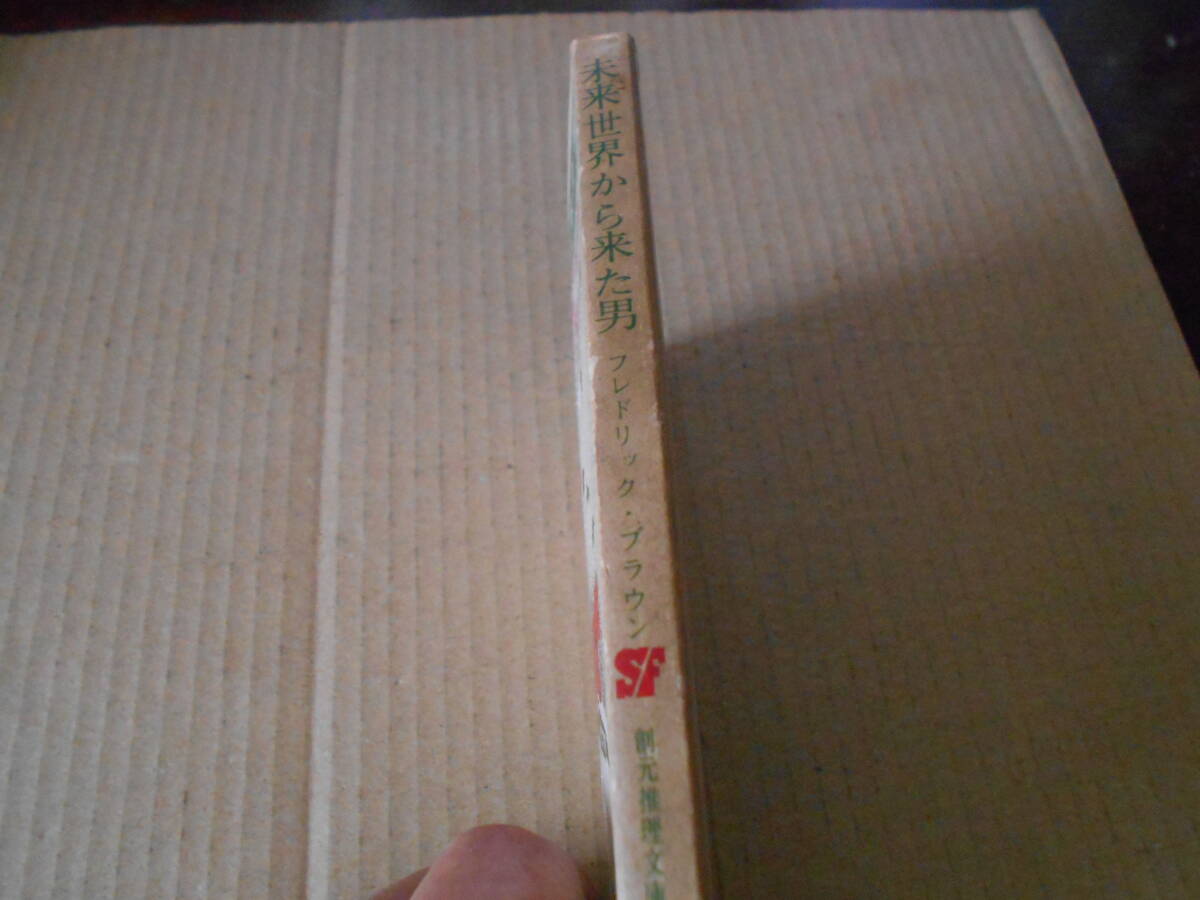 未来世界から来た男
フレドリック・ブラウン
SF
創元推理文庫